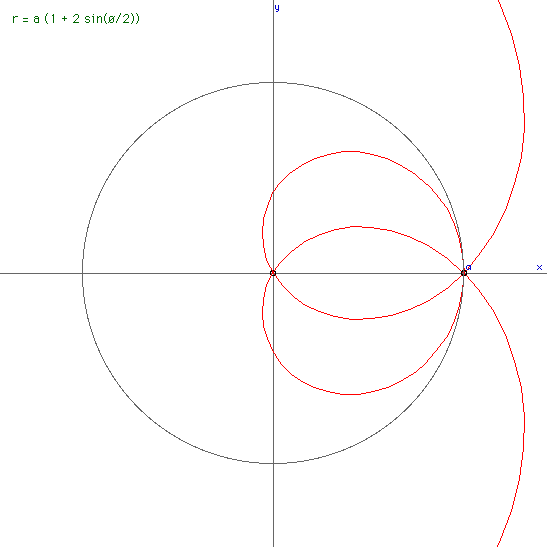 r = a (1 + 2 sin(ø/2))
y
a
x